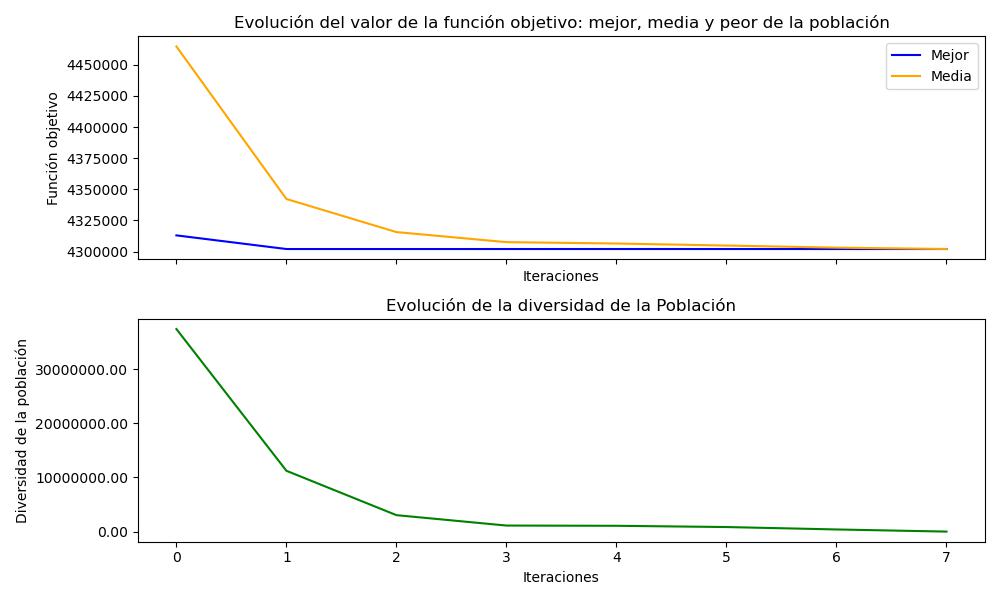 Evolución del valor de la función objetivo: mejor, media y peor de la población
Mejor
Media
Función objetivo
4450000
4425000
4400000
4375000
4350000
4325000
4300000
Iteraciones
Evolución de la diversidad de la Población
Diversidad de la población
30000000.00
20000000.00
10000000.00
0.00
0 1 2 3 4 5 6 7
Iteraciones